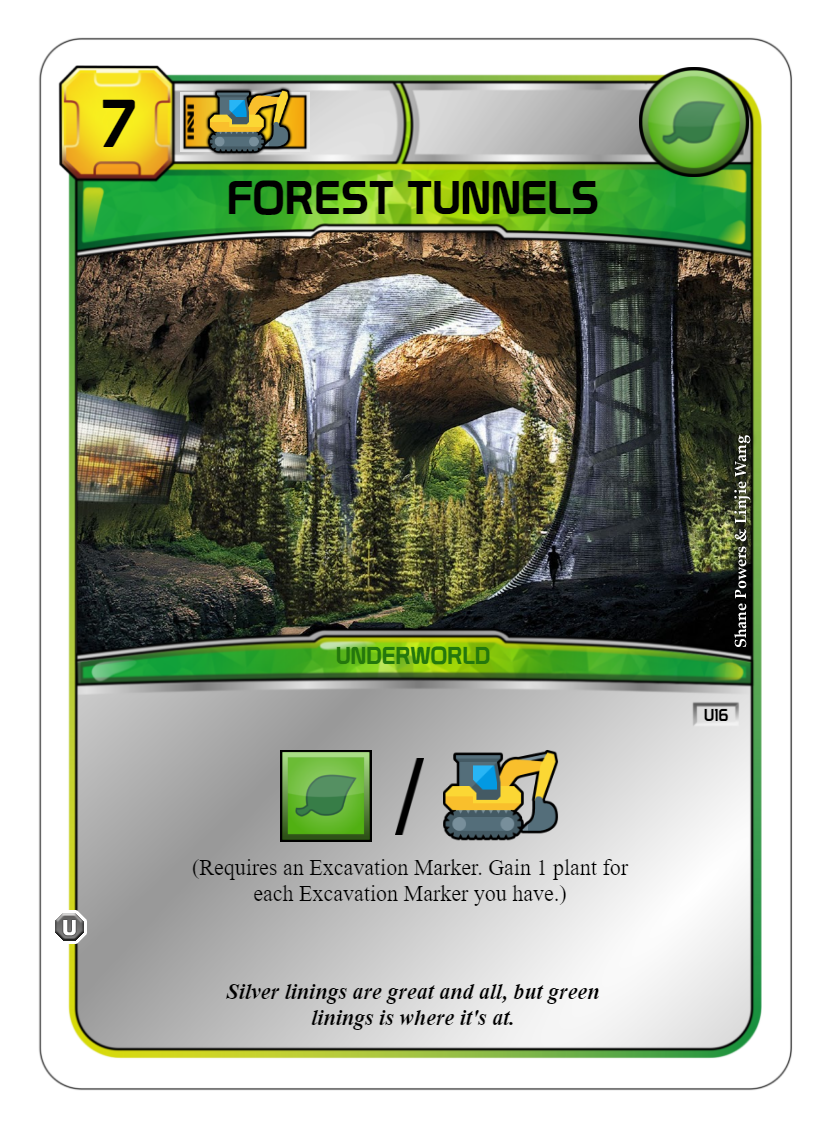 7
FOREST TUNNELS
Shane Powers & Linjie Wang
UNDERWORLD
U16
/
(Requires an Excavation Marker. Gain 1 plant for
each Excavation Marker you have.)
U
Silver linings are great and all, but green
linings is where it's at.